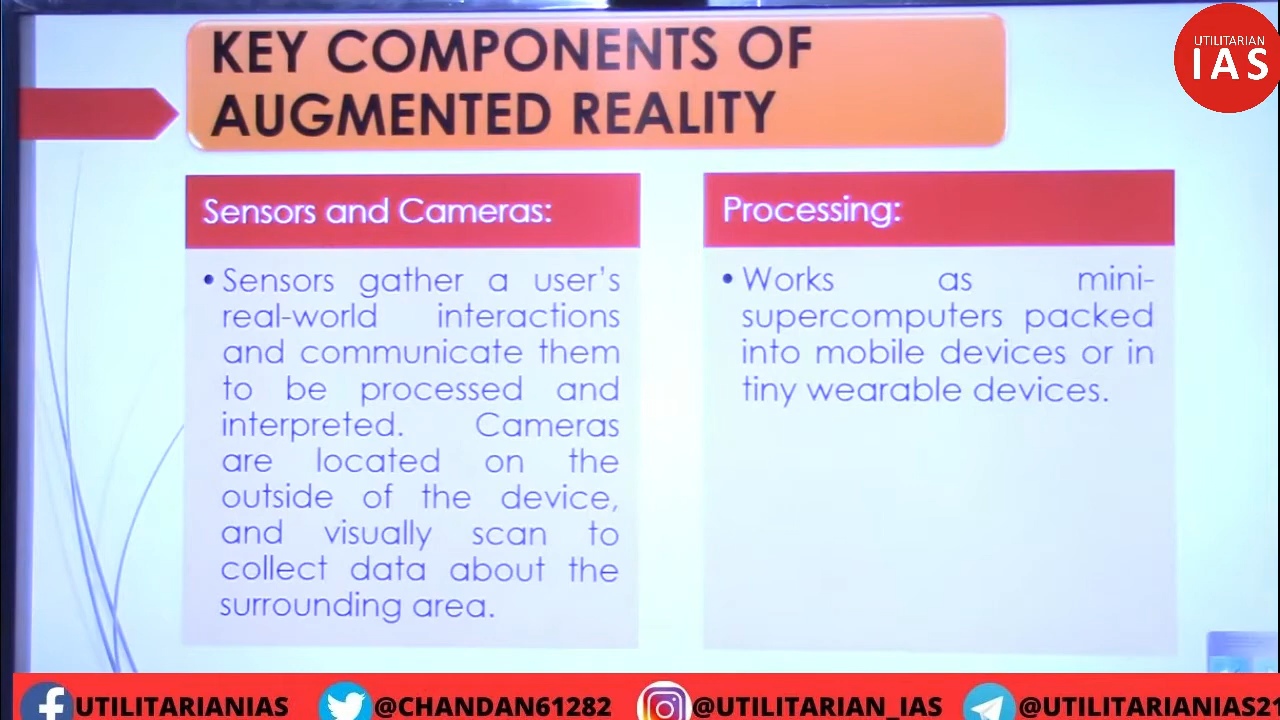 KEY COMPONENTS OF
AUGMENTED REALITY
UTILITARIAN
IAS
Sensors and Cameras:
• Sensors gather a user's
real-world interactions
and communicate them
to be processed and
interpreted. Cameras
are located on the
outside of the device,
and visually scan to
collect data about the
surrounding area.
Processing:
• Works as mini-
supercomputers packed
into mobile devices or in
tiny wearable devices.
UTILITARIANIAS @CHANDAN61282 @UTILITARIAN_IAS @UTILITARIANIAS21